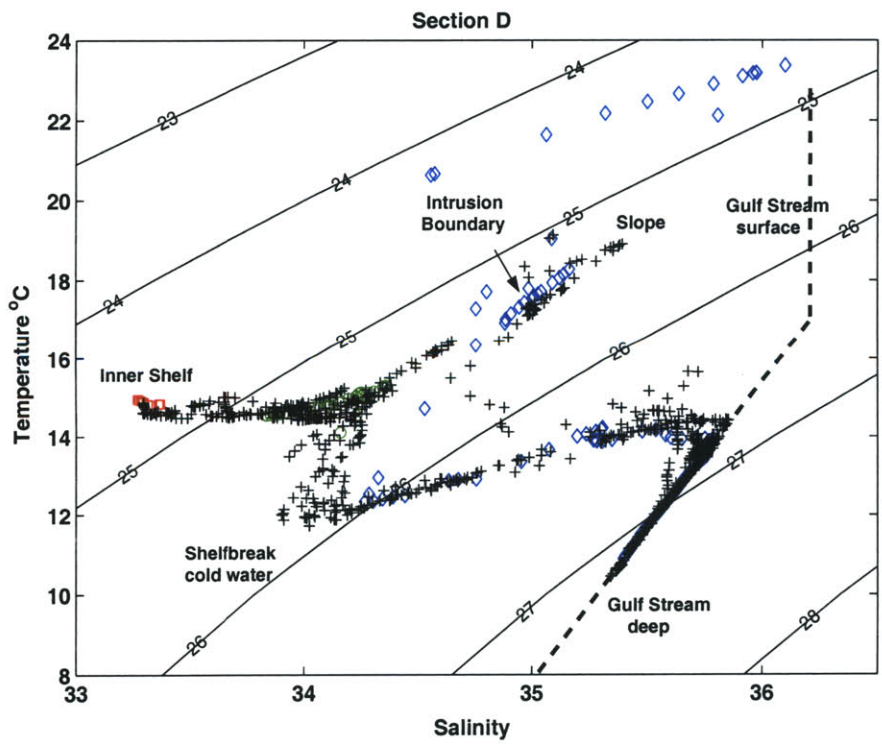 Section D
24
22
20
18
16
14
12
10
8
Temperature °C
33
34
35
36
Salinity
23
24
24
24
25
25
25
25
26
26
26
26
27
27
28
Intrusion
Boundary
Slope
Gulf Stream
surface
Inner Shelf
Shelfbreak
cold water
Gulf Stream
deep